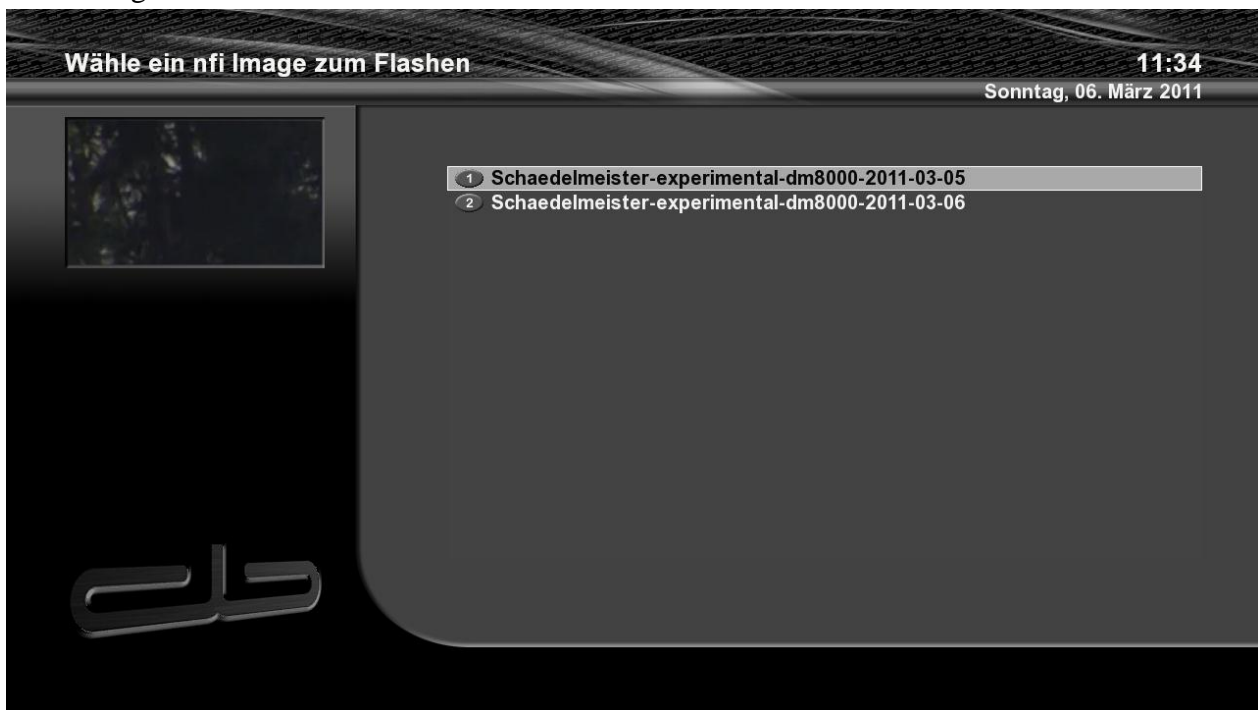 Wähle ein nfi Image zum Flashen
11:34
Sonntag, 06. März 2011
1 Schaedelmeister-experimental-dm8000-2011-03-05
2 Schaedelmeister-experimental-dm8000-2011-03-06